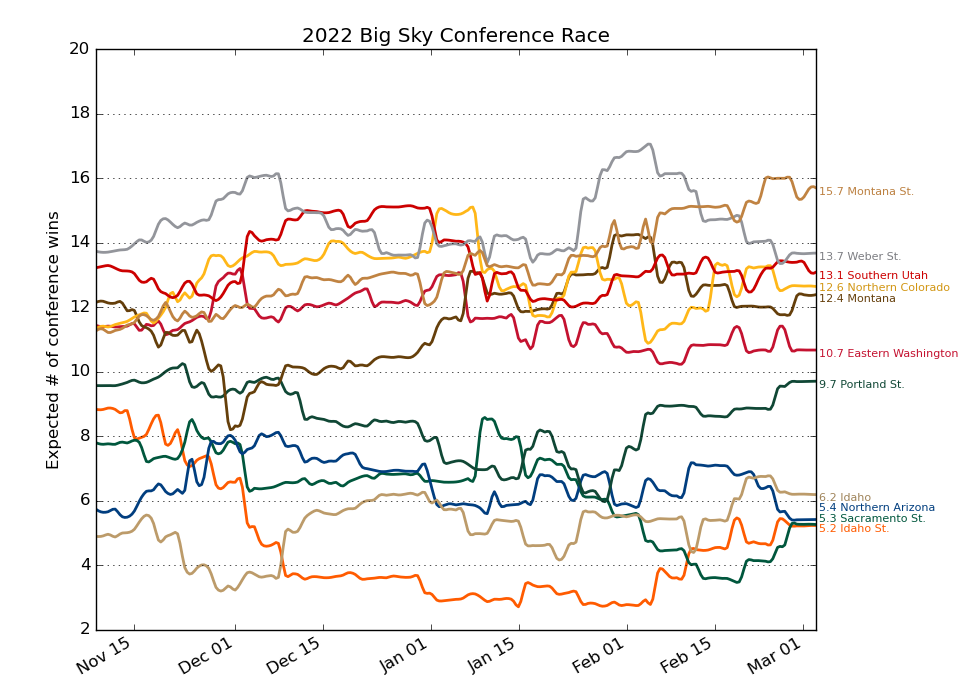 2022 Big Sky Conference Race
Expected # of conference wins
20
18
16
14
12
10
8
6
4
2
Nov 15
Dec 01
Dec 15
Jan 01
Jan 15
Feb 01
Feb 15
Mar 01
15.7 Montana St.
13.7 Weber St.
13.1 Southern Utah
12.6 Northern Colorado
12.4 Montana
10.7 Eastern Washington
9.7 Portland St.
6.2 Idaho
5.4 Northern Arizona
5.3 Sacramento St.
5.2 Idaho St.